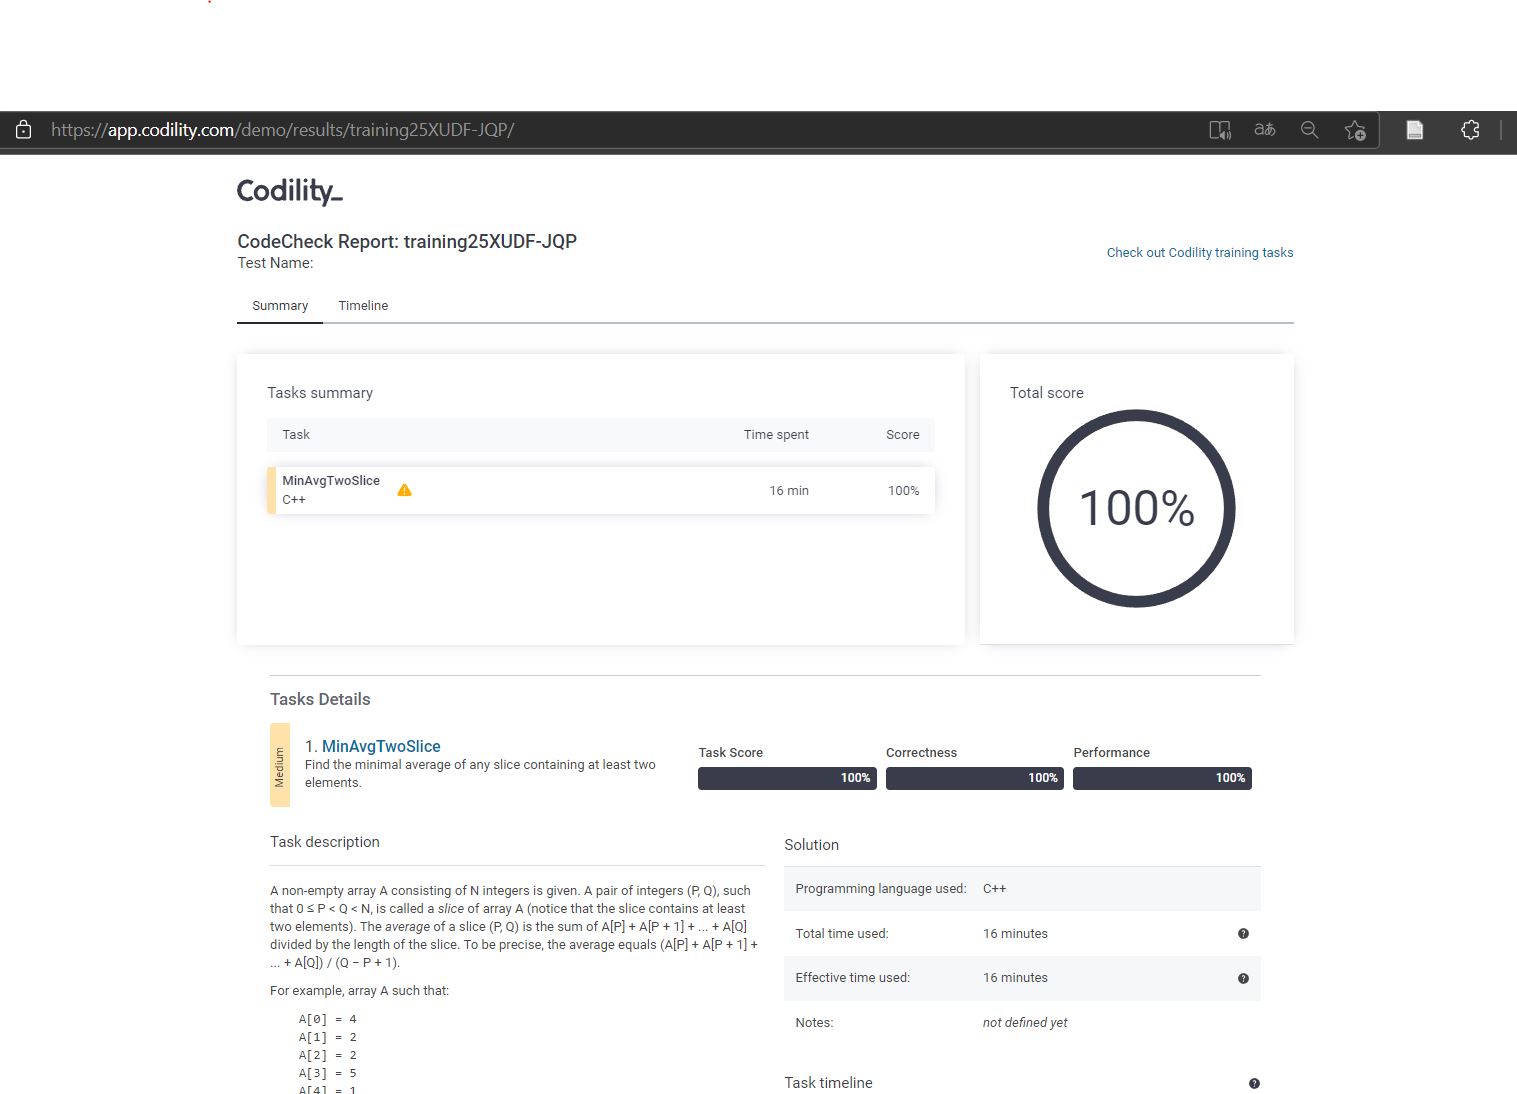 https://app.codility.com/demo/results/training25XUDF-JQP/
aあ
Codility_
CodeCheck Report: training25XUDF-JQP
Test Name:
Check out Codility training tasks
Summary Timeline
Tasks summary
Task Time spent Score
MinAvgTwoSlice
C++
16 min 100%
Total score
100%
Tasks Details
Medium
1. MinAvgTwoSlice
Find the minimal average of any slice containing at least two
elements.
Task Score Correctness Performance
100% 100% 100%
Task description
A non-empty array A consisting of N integers is given. A pair of integers (P, Q), such
that 0 ≤ P < Q < N, is called a slice of array A (notice that the slice contains at least
two elements). The average of a slice (P, Q) is the sum of A[P] + A[P + 1] + ... + A[Q]
divided by the length of the slice. To be precise, the average equals (A[P] + A[P + 1] +
... + A[Q]) / (Q − P + 1).
For example, array A such that:
A[0] = 4
A[1] = 2
A[2] = 2
A[3] = 5
A[4] = 1
Solution
Programming language used: C++
Total time used: 16 minutes
Effective time used: 16 minutes
Notes: not defined yet
Task timeline